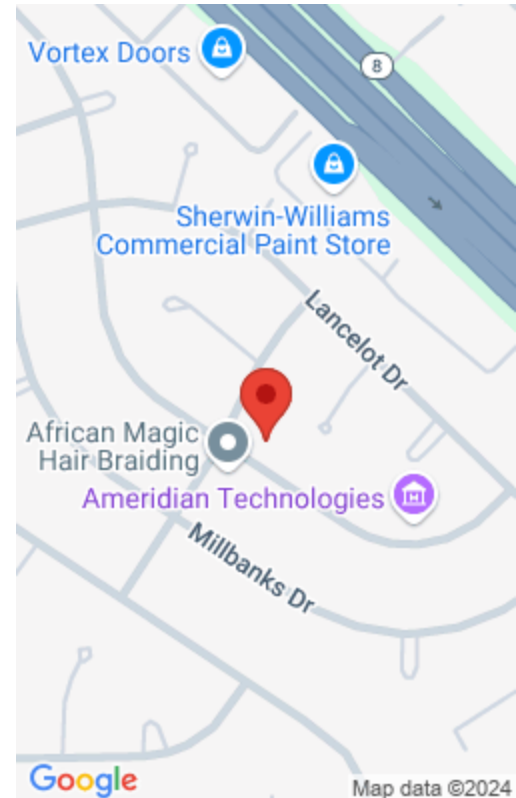 Vortex Doors
8
Sherwin-Williams
Commercial Paint Store
Lancelot Dr
African Magic
Hair Braiding
Ameridian Technologies
Millbanks Dr
Google
Map data ©2024